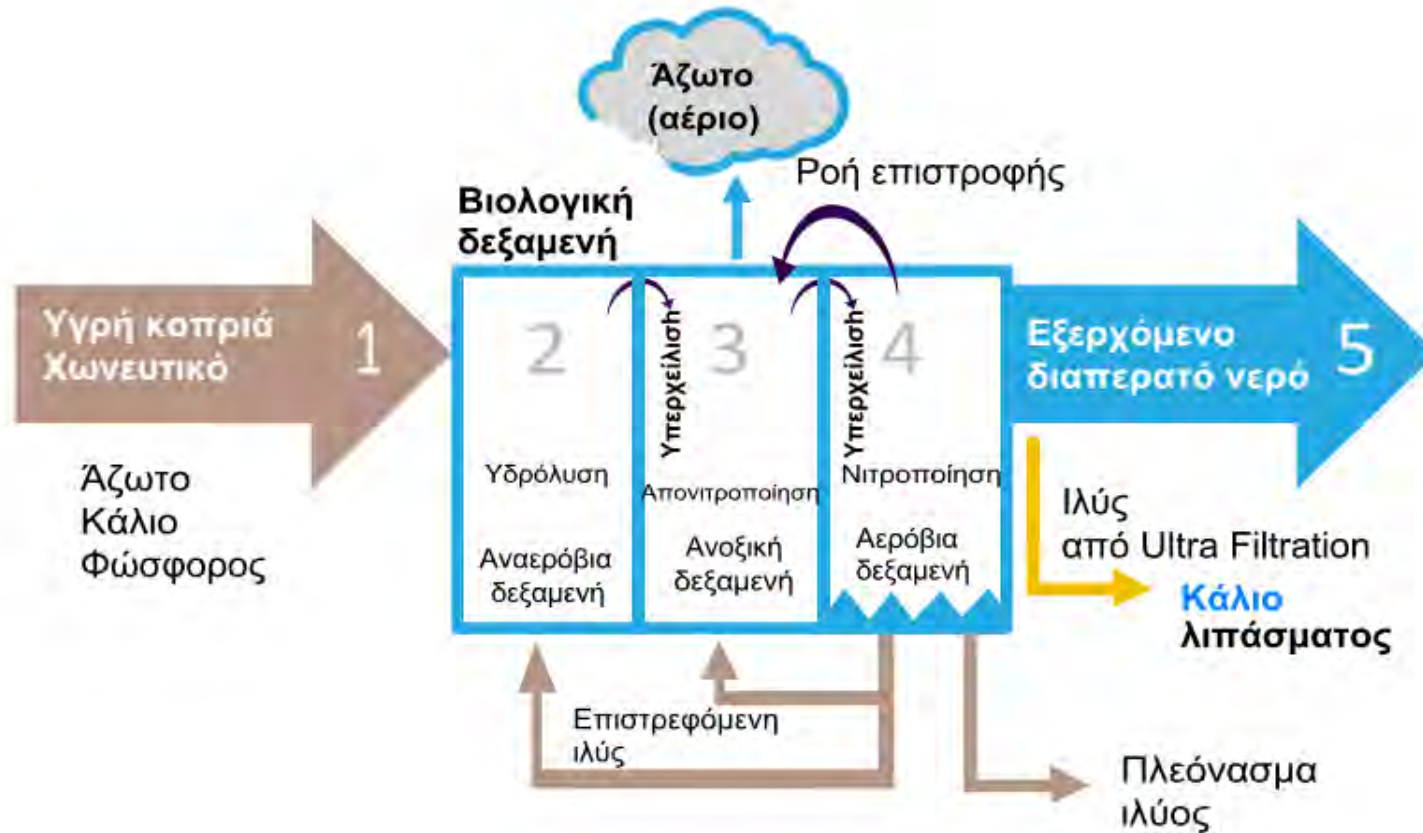 Άζωτο
(αέριο)
Ροή επιστροφής
Βιολογική
δεξαμενή
Υγρή κοπριά
Χωνευτικό
1
Άζωτο
Κάλιο
Φώσφορος
2
Υδρόλυση
Αναερόβια
δεξαμενή
Υπερχείλιση
3
Απονιτροποίηση
Ανοξική
δεξαμενή
Υπερχείλιση
4
Νιτροποίηση
Αερόβια
δεξαμενή
Εξερχόμενο
διαπερατό νερό
5
Ιλύς
από Ultra Filtration
Κάλιο
λιπάσματος
Επιστρεφόμενη
ιλύς
Πλεόνασμα
ιλύος